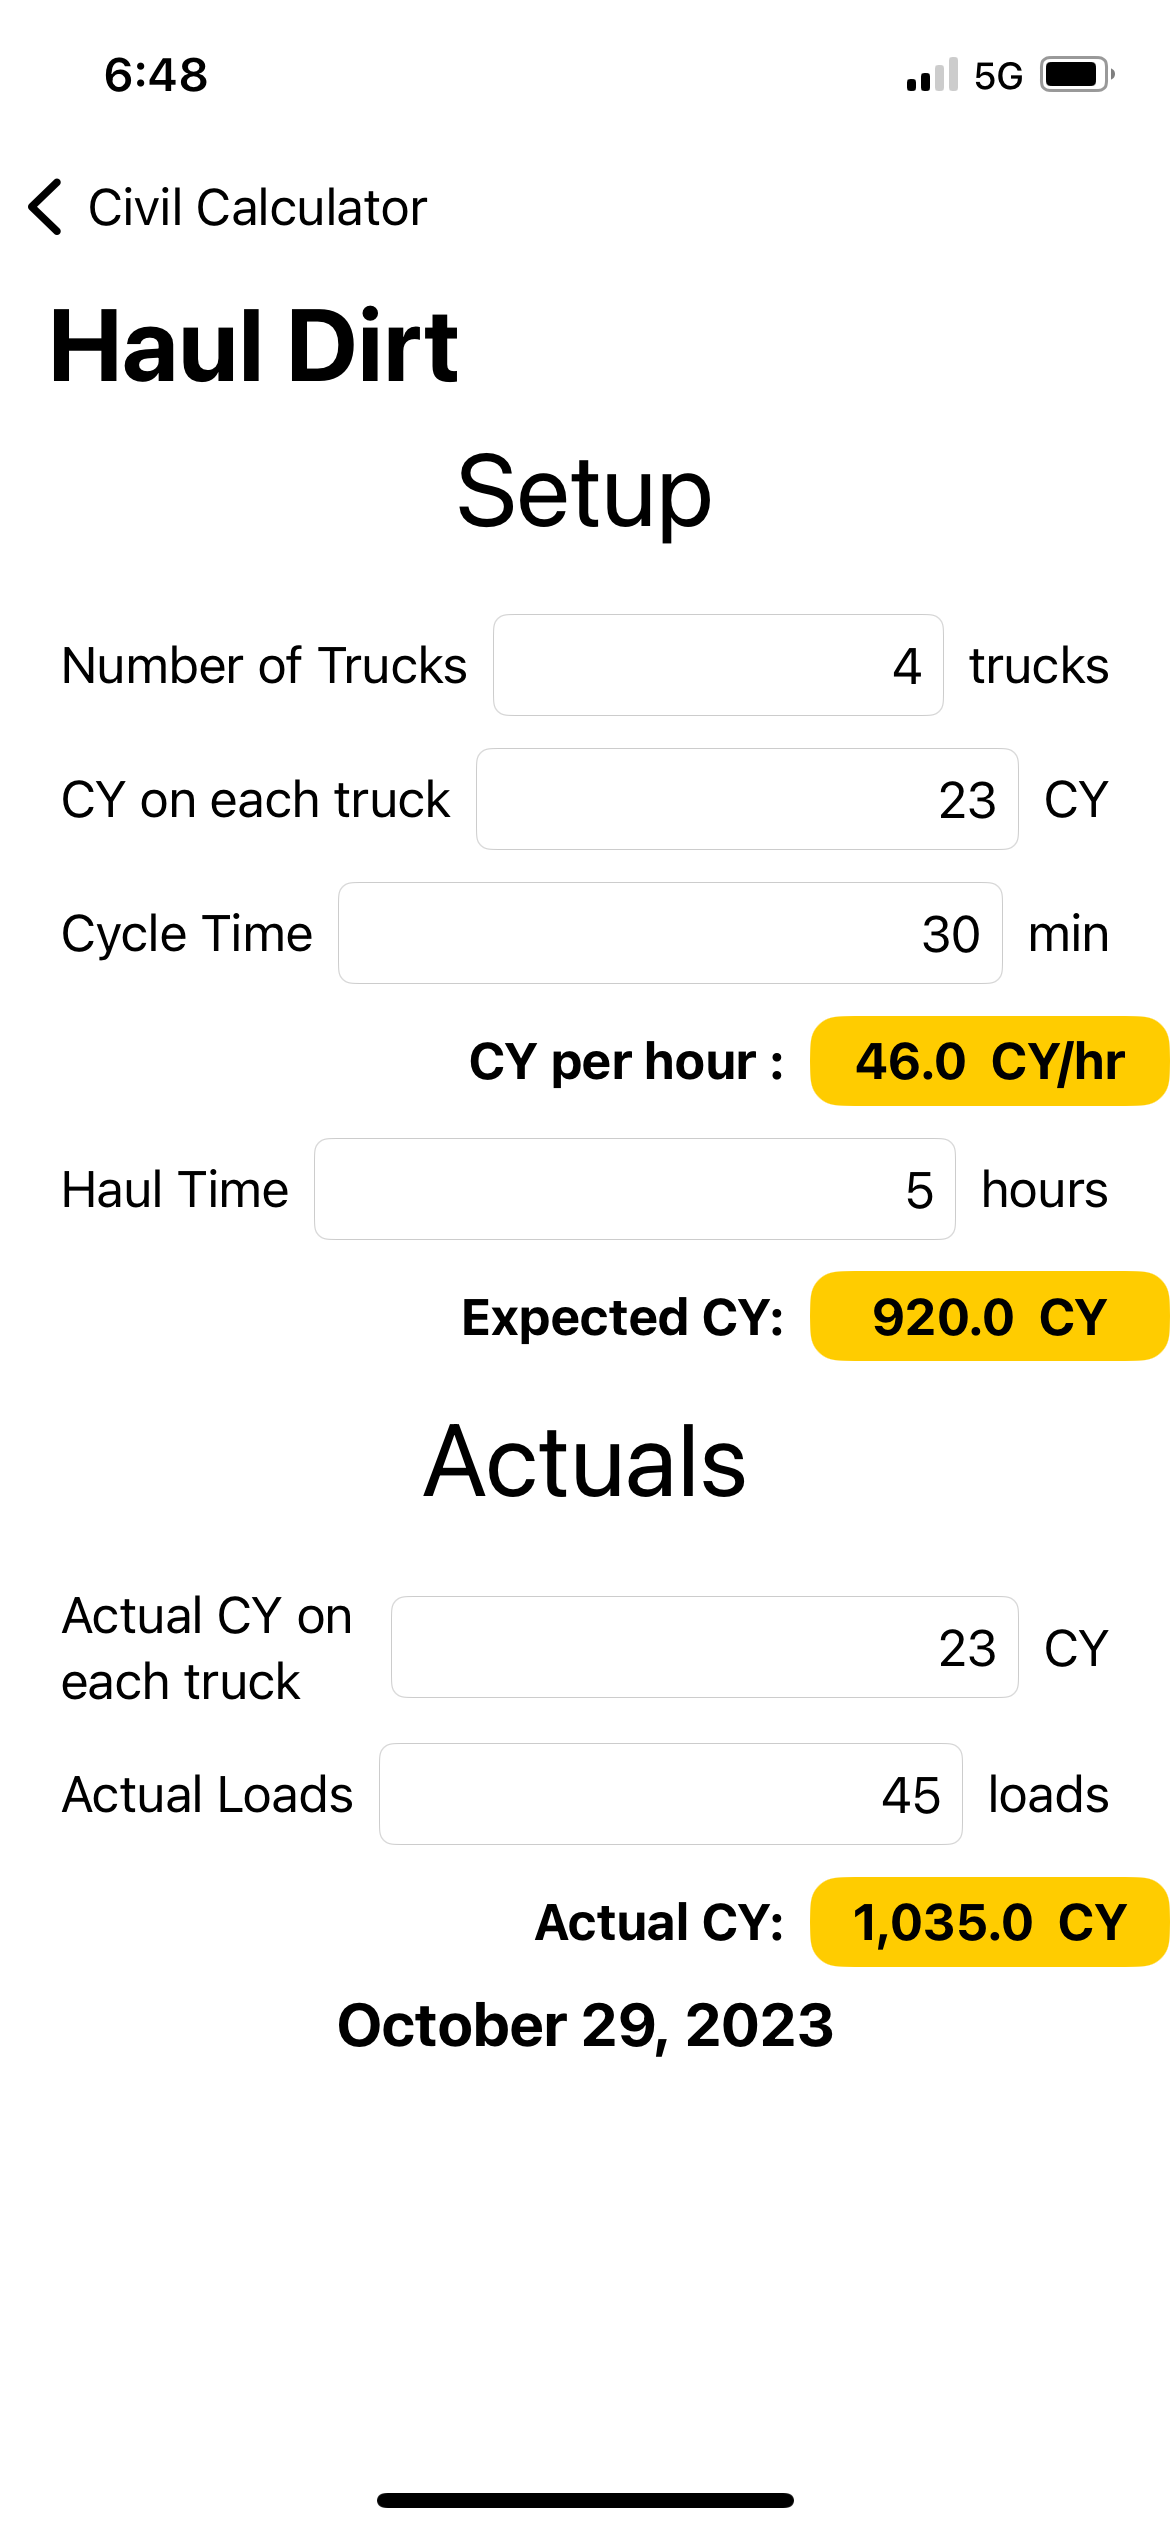 6:48 5G
Civil Calculator
Haul Dirt
Setup
Number of Trucks 4 trucks
CY on each truck 23 CY
Cycle Time 30 min
CY per hour : 46.0 CY/hr
Haul Time 5 hours
Expected CY: 920.0 CY
Actuals
Actual CY on
each truck 23 CY
Actual Loads 45 loads
Actual CY: 1,035.0 CY
October 29, 2023